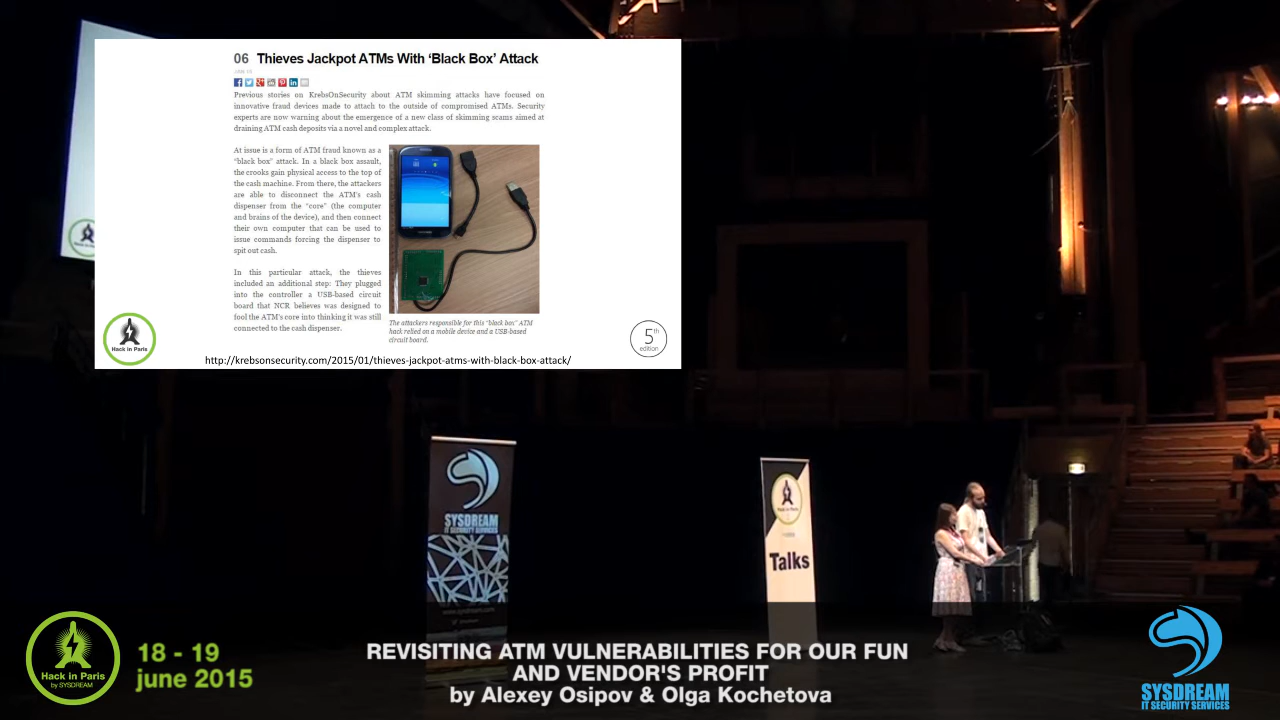 06 Thieves Jackpot ATMs With ‘Black Box’ Attack
JAN 15
Previous stories on KrebsOnSecurity about ATM skimming attacks have focused on
innovative fraud devices made to attach to the outside of compromised ATMs. Security
experts are now warning about the emergence of a new class of skimming scams aimed at
draining ATM cash deposits via a novel and complex attack.
At issue is a form of ATM fraud known as a
“black box” attack. In a black box assault,
the crooks gain physical access to the top of
the cash machine. From there, the attackers
are able to disconnect the ATM’s cash
dispenser from the “core” (the computer
and brains of the device), and then connect
their own computer that can be used to
issue commands forcing the dispenser to
spit out cash.
In this particular attack, the thieves
included an additional step: They plugged
into the controller a USB-based circuit
board that NCR believes was designed to
fool the ATM’s core into thinking it was still
connected to the cash dispenser.
The attackers responsible for this “black box” ATM
hack relied on a mobile device and a USB-based
circuit board.
Hack in Paris
5th
edition
http://krebsonsecurity.com/2015/01/thieves-jackpot-atms-with-black-box-attack/
SYSDREAM
IT SECURITY SERVICES
www.sysdream.com
Hack in Paris
Talks
Hack in Paris
by SYSDREAM
18 - 19
june 2015
REVISITING ATM VULNERABILITIES FOR OUR FUN
AND VENDOR'S PROFIT
by Alexey Osipov & Olga Kochetova
SYSDREAM
IT SECURITY SERVICES